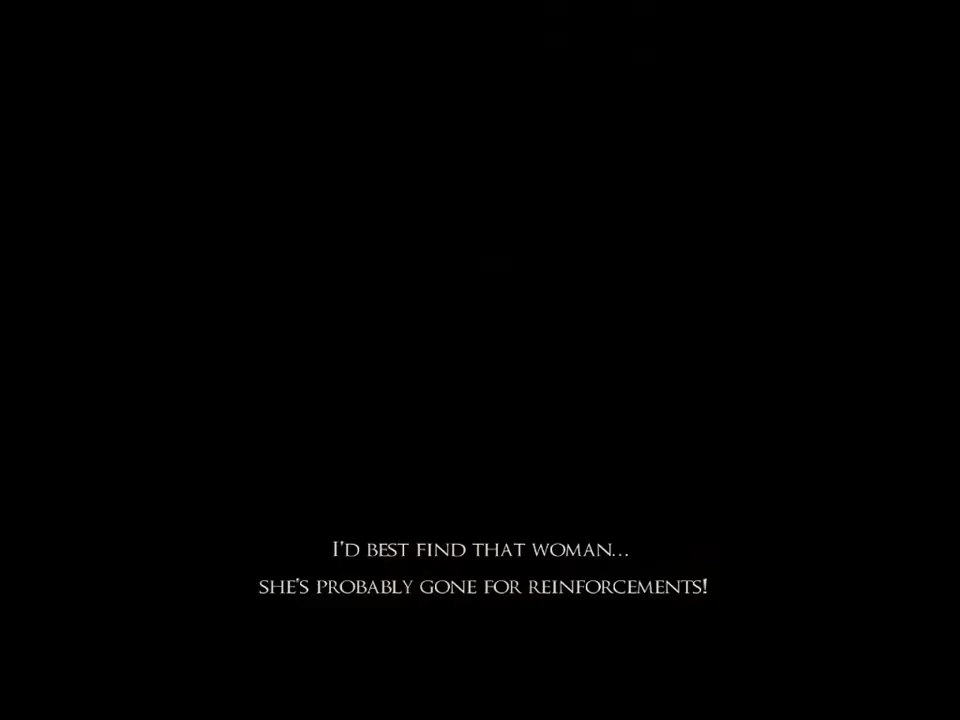 I'd best find that woman...
she's probably gone for reinforcements!